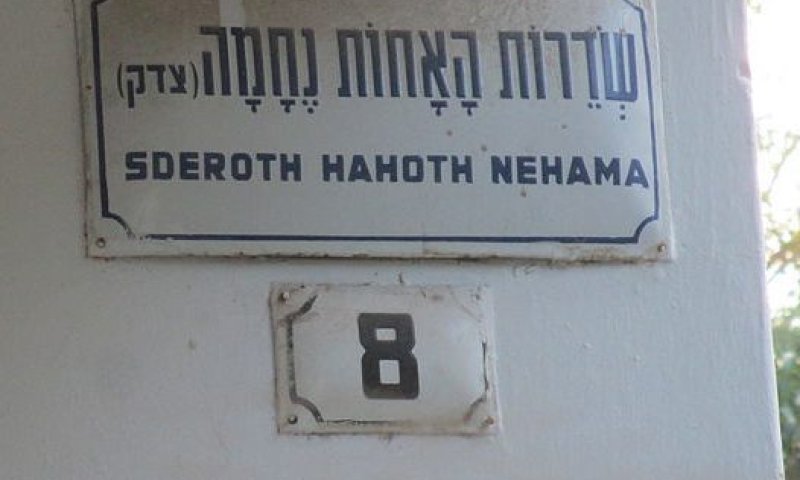 שְׂדֵרוֹת הָאָחוֹת נֶחָמָה (צדק)
SDEROTH HAHOTH NEHAMA
8